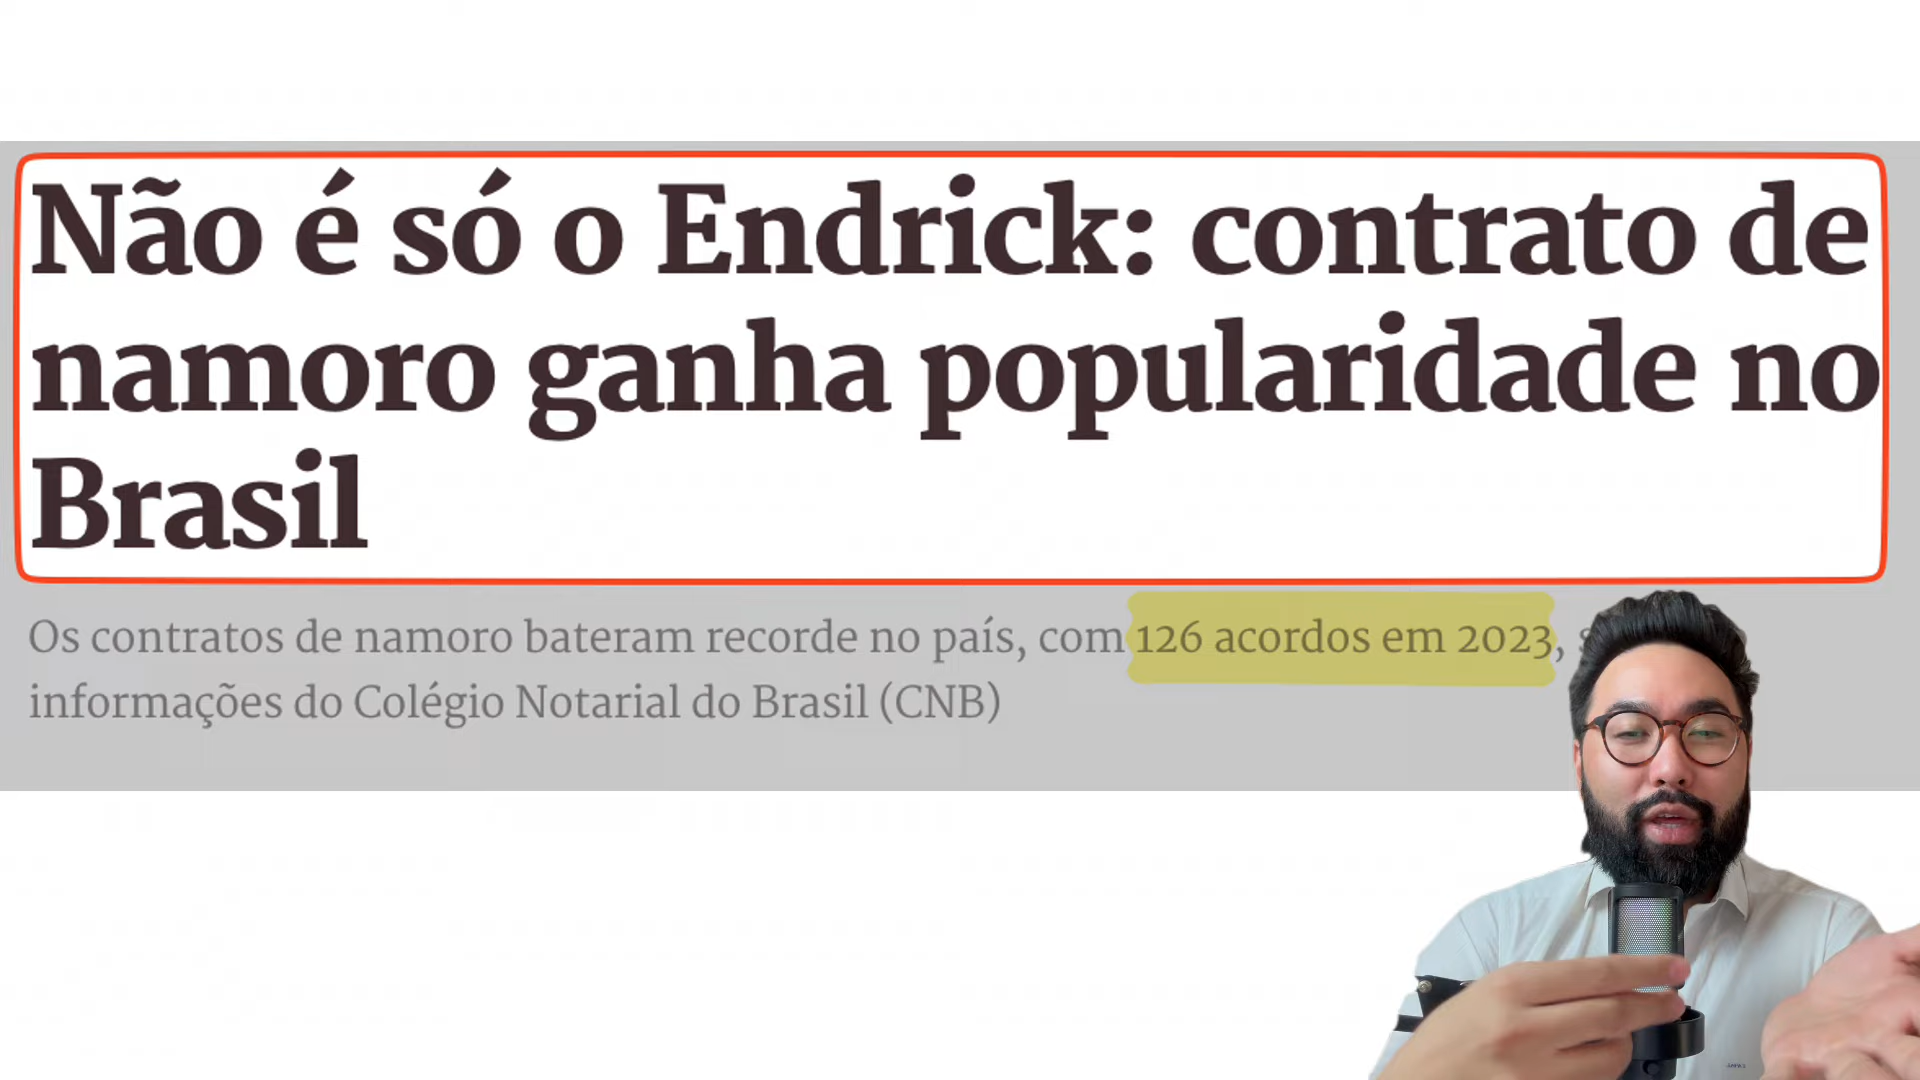 Não é só o Endrick: contrato de
namoro ganha popularidade no
Brasil
Os contratos de namoro bateram recorde no país, com 126 acordos em 2023,
informações do Colégio Notarial do Brasil (CNB)